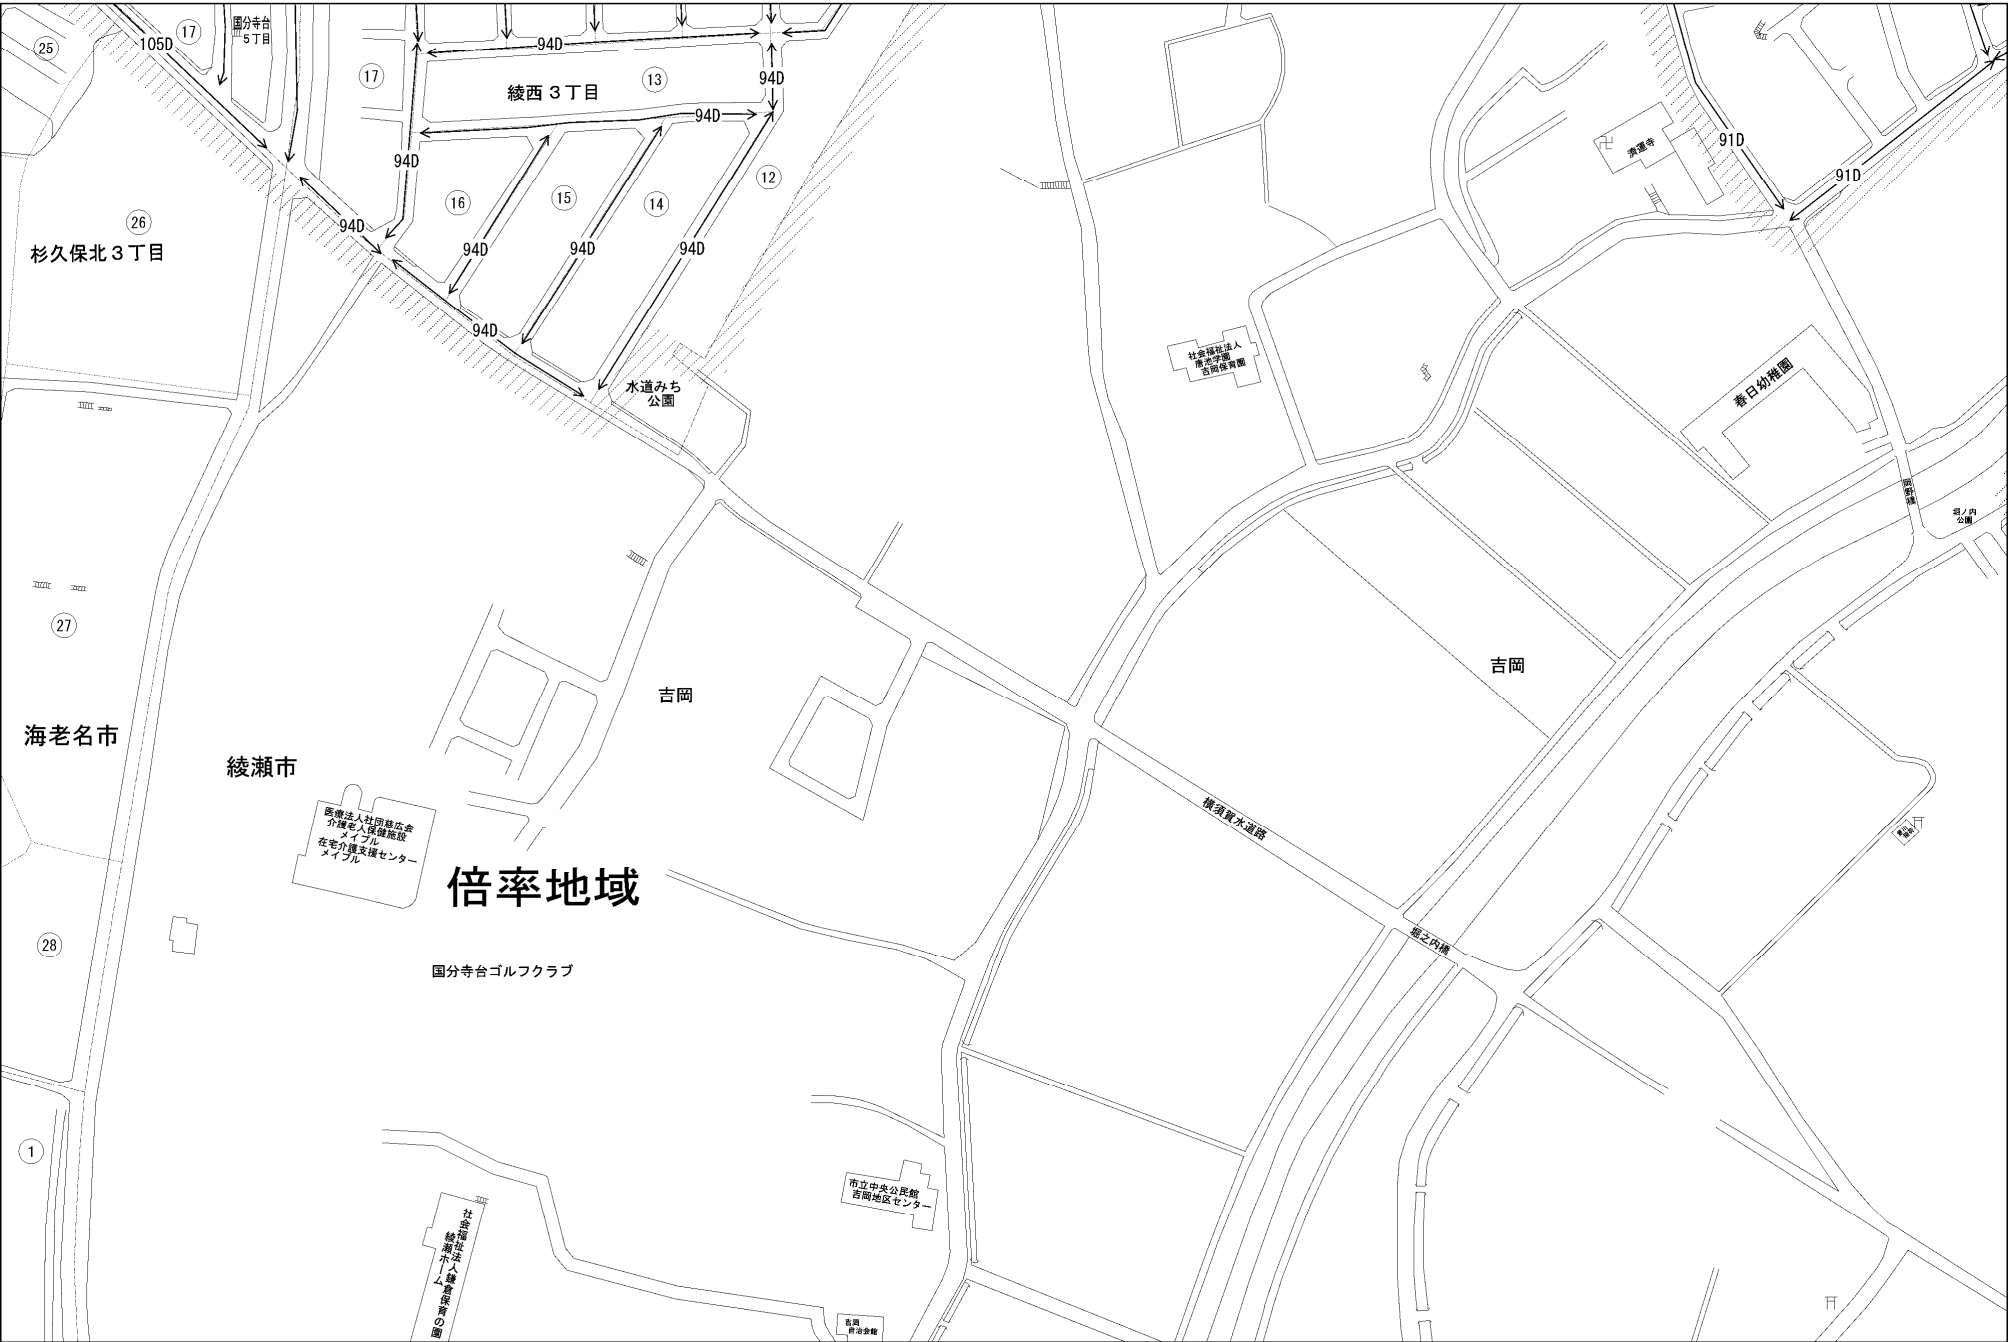 25
17
国分寺台
5丁目
105D
17
94D
13
綾西3丁目
94D
94D
94D
12
16
15
14
94D
94D
94D
94D
94D
94D
26
杉久保北3丁目
水道みち
公園
91D
91D
済運寺
社会福祉法人
唐池学園
吉岡保育園
春日幼稚園
岡野橋
堀ノ内
公園
27
海老名市
綾瀬市
吉岡
吉岡
医療法人社団慈広会
介護老人保健施設
メイプル
在宅介護支援センター
メイプル
倍率地域
国分寺台ゴルフクラブ
28
横須賀水道路
堀之内橋
1
市立中央公民館
吉岡地区センター
社会福祉法人鎌倉保育の園
綾瀬ホーム
吉岡
自治会館